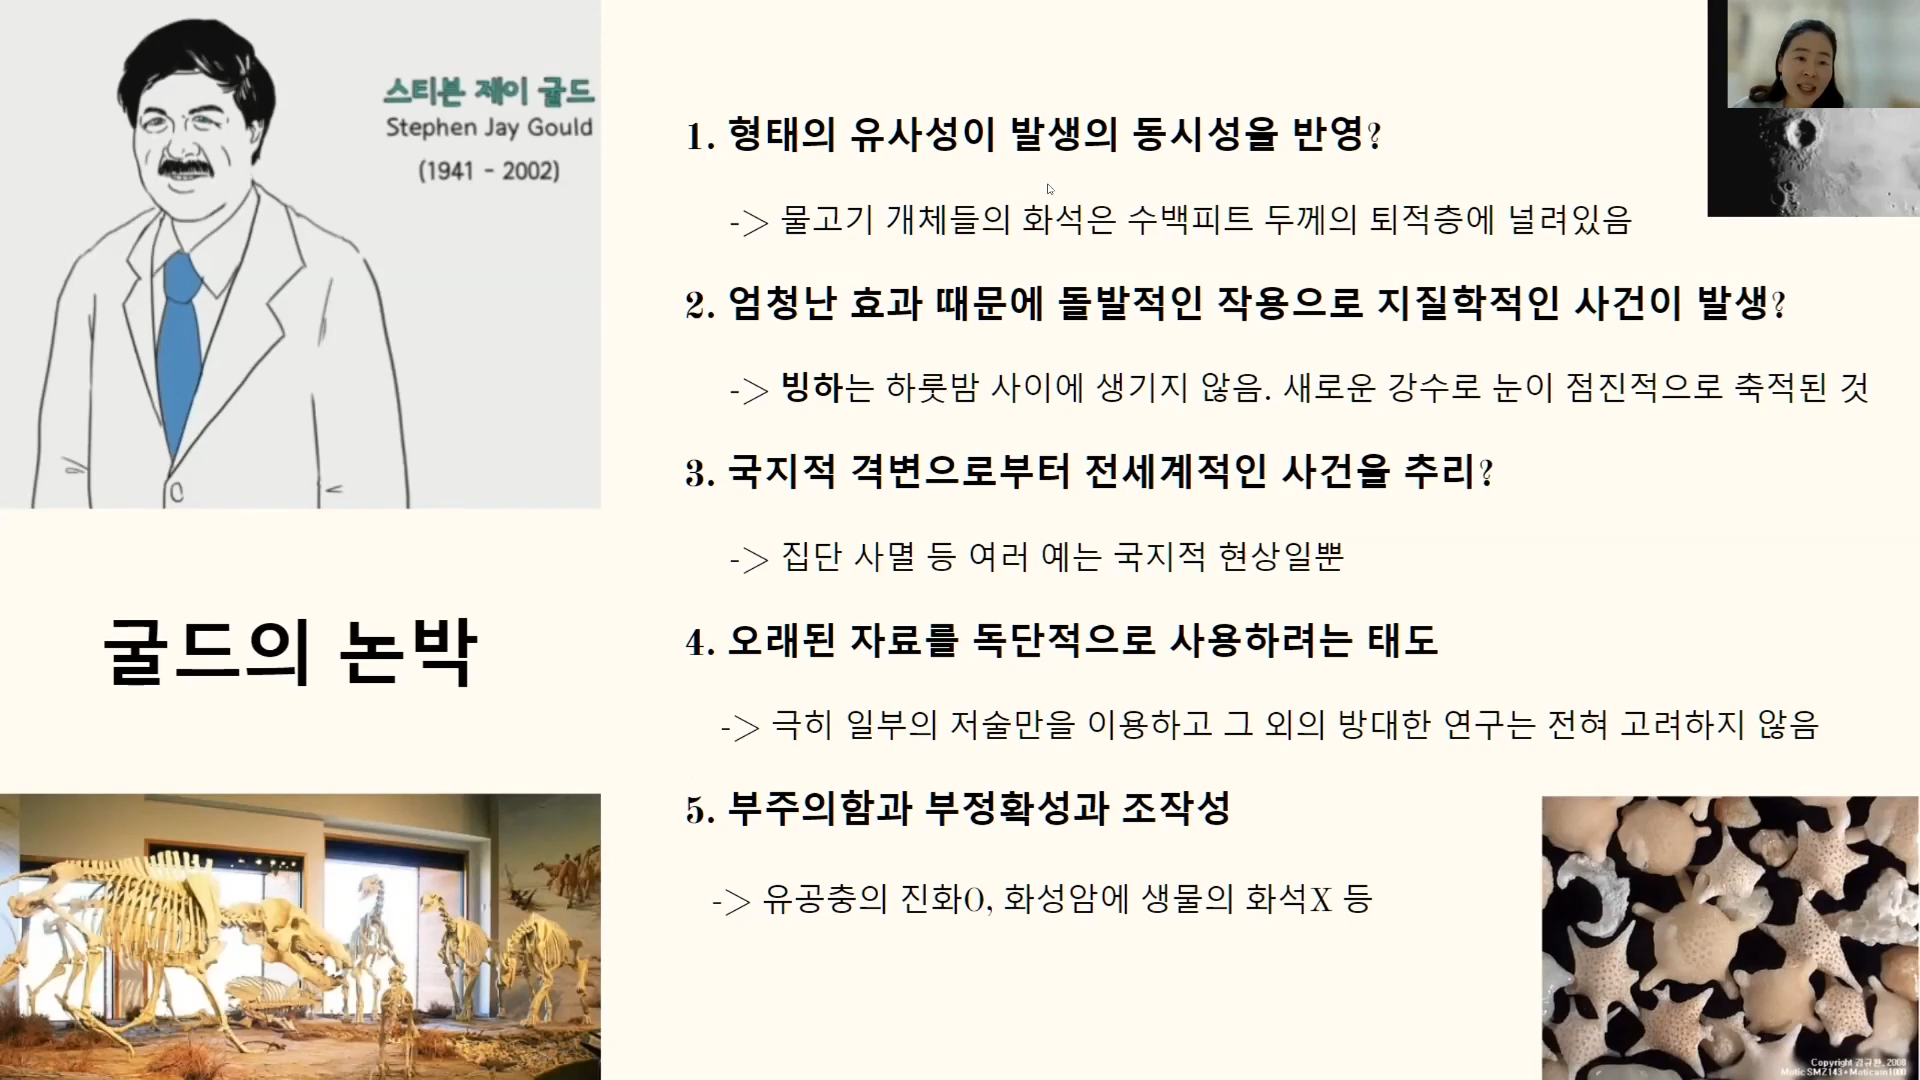 스티븐 제이 굴드
Stephen Jay Gould
(1941 - 2002)
굴드의 논박
1. 형태의 유사성이 발생의 동시성을 반영?
-> 물고기 개체들의 화석은 수백피트 두께의 퇴적층에 널려있음
2. 엄청난 효과 때문에 돌발적인 작용으로 지질학적인 사건이 발생?
-> 빙하는 하룻밤 사이에 생기지 않음. 새로운 강수로 눈이 점진적으로 축적된 것
3. 국지적 격변으로부터 전세계적인 사건을 추리?
-> 집단 사멸 등 여러 예는 국지적 현상일뿐
4. 오래된 자료를 독단적으로 사용하려는 태도
-> 극히 일부의 저술만을 이용하고 그 외의 방대한 연구는 전혀 고려하지 않음
5. 부주의함과 부정확성과 조작성
-> 유공충의 진화O, 화성암에 생물의 화석X 등
Copyright 김규한, 2008
Motic SMZ143+Moticam1000